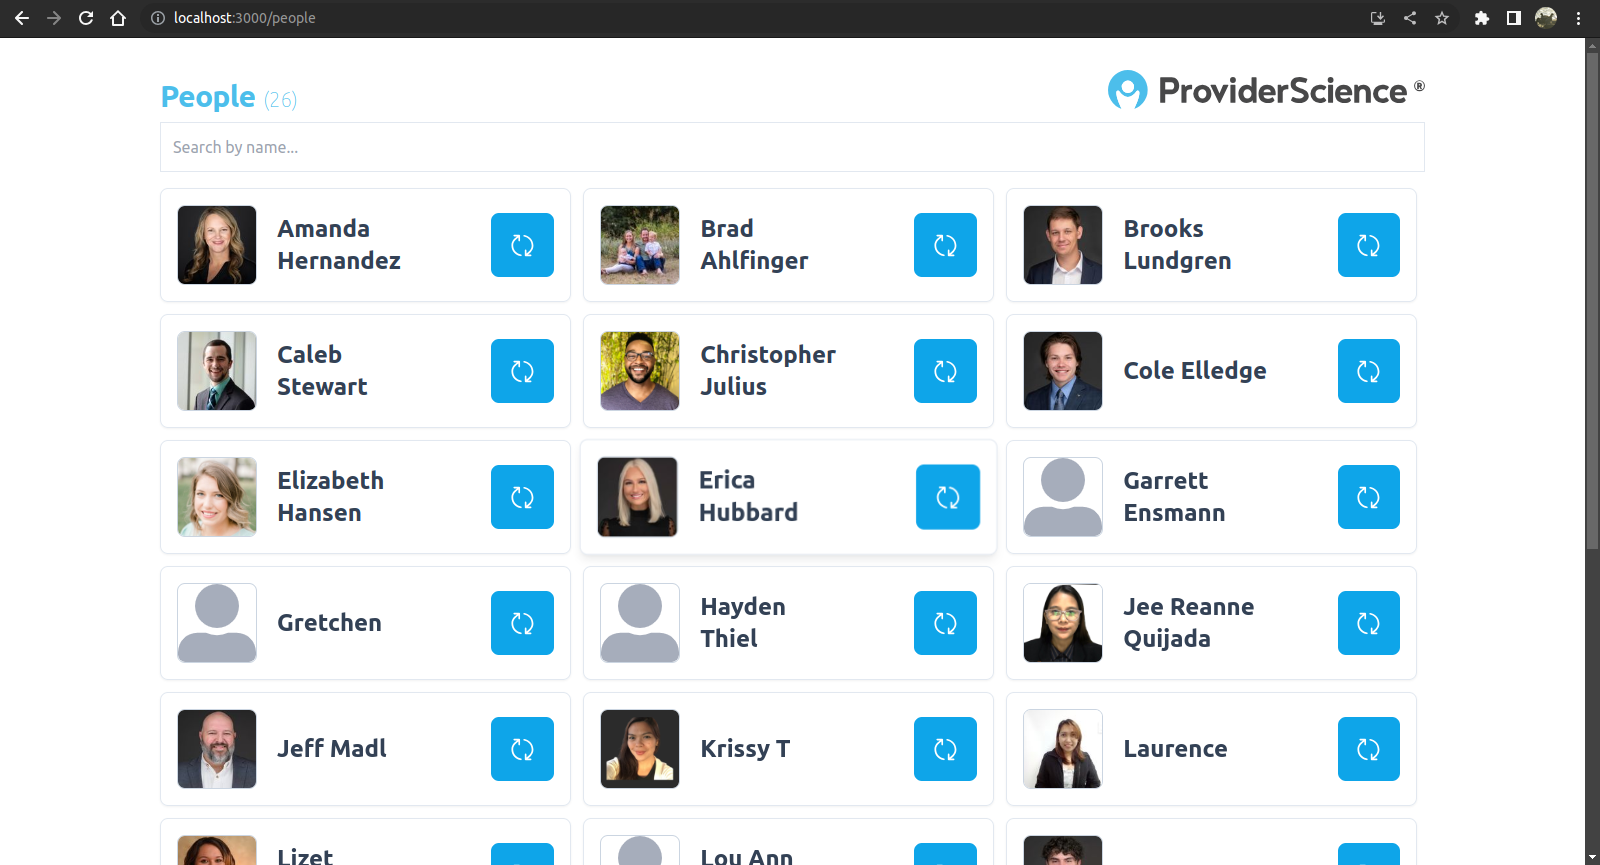 localhost:3000/people
People (26)
ProviderScience ®
Search by name...
Amanda
Hernandez
Brad
Ahlfinger
Brooks
Lundgren
Caleb
Stewart
Christopher
Julius
Cole Elledge
Elizabeth
Hansen
Erica
Hubbard
Garrett
Ensmann
Gretchen
Hayden
Thiel
Jee Reanne
Quijada
Jeff Madl
Krissy T
Laurence
Lizet
Lou Ann